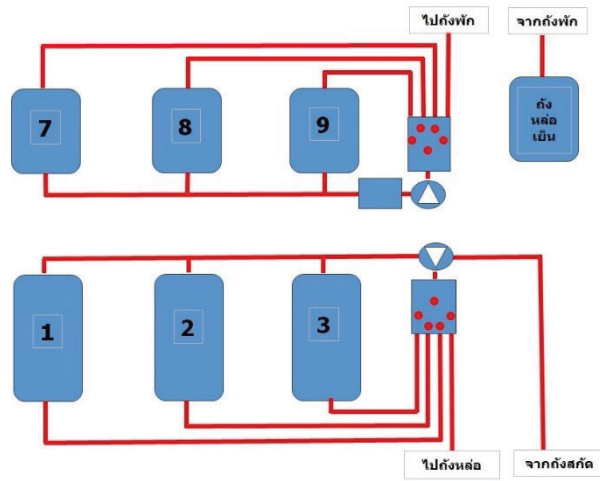 ไปถังพัก
จากถังพัก
7
8
9
ถัง
หล่อ
เย็น
1
2
3
ไปถังหล่อ
จากถังสกัด